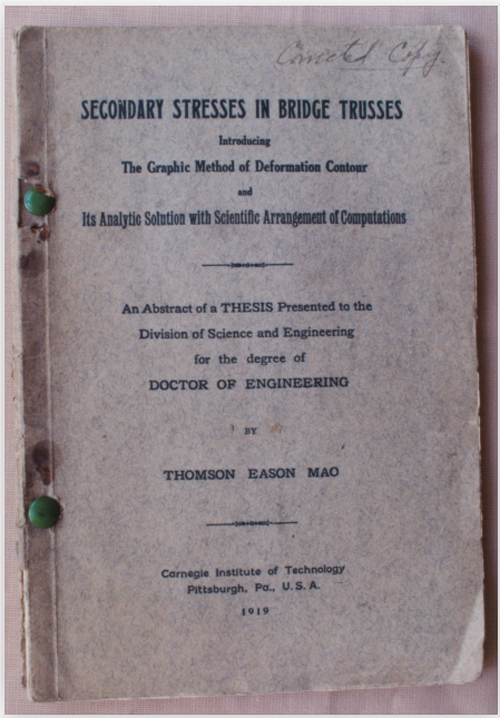 Corrected Copy.
SECONDARY STRESSES IN BRIDGE TRUSSES
Introducing
The Graphic Method of Deformation Contour
and
Its Analytic Solution with Scientific Arrangement of Computations
An Abstract of a THESIS Presented to the
Division of Science and Engineering
for the degree of
DOCTOR OF ENGINEERING
BY
THOMSON EASON MAO
Carnegie Institute of Technology
Pittsburgh, Pa., U. S. A.
1919